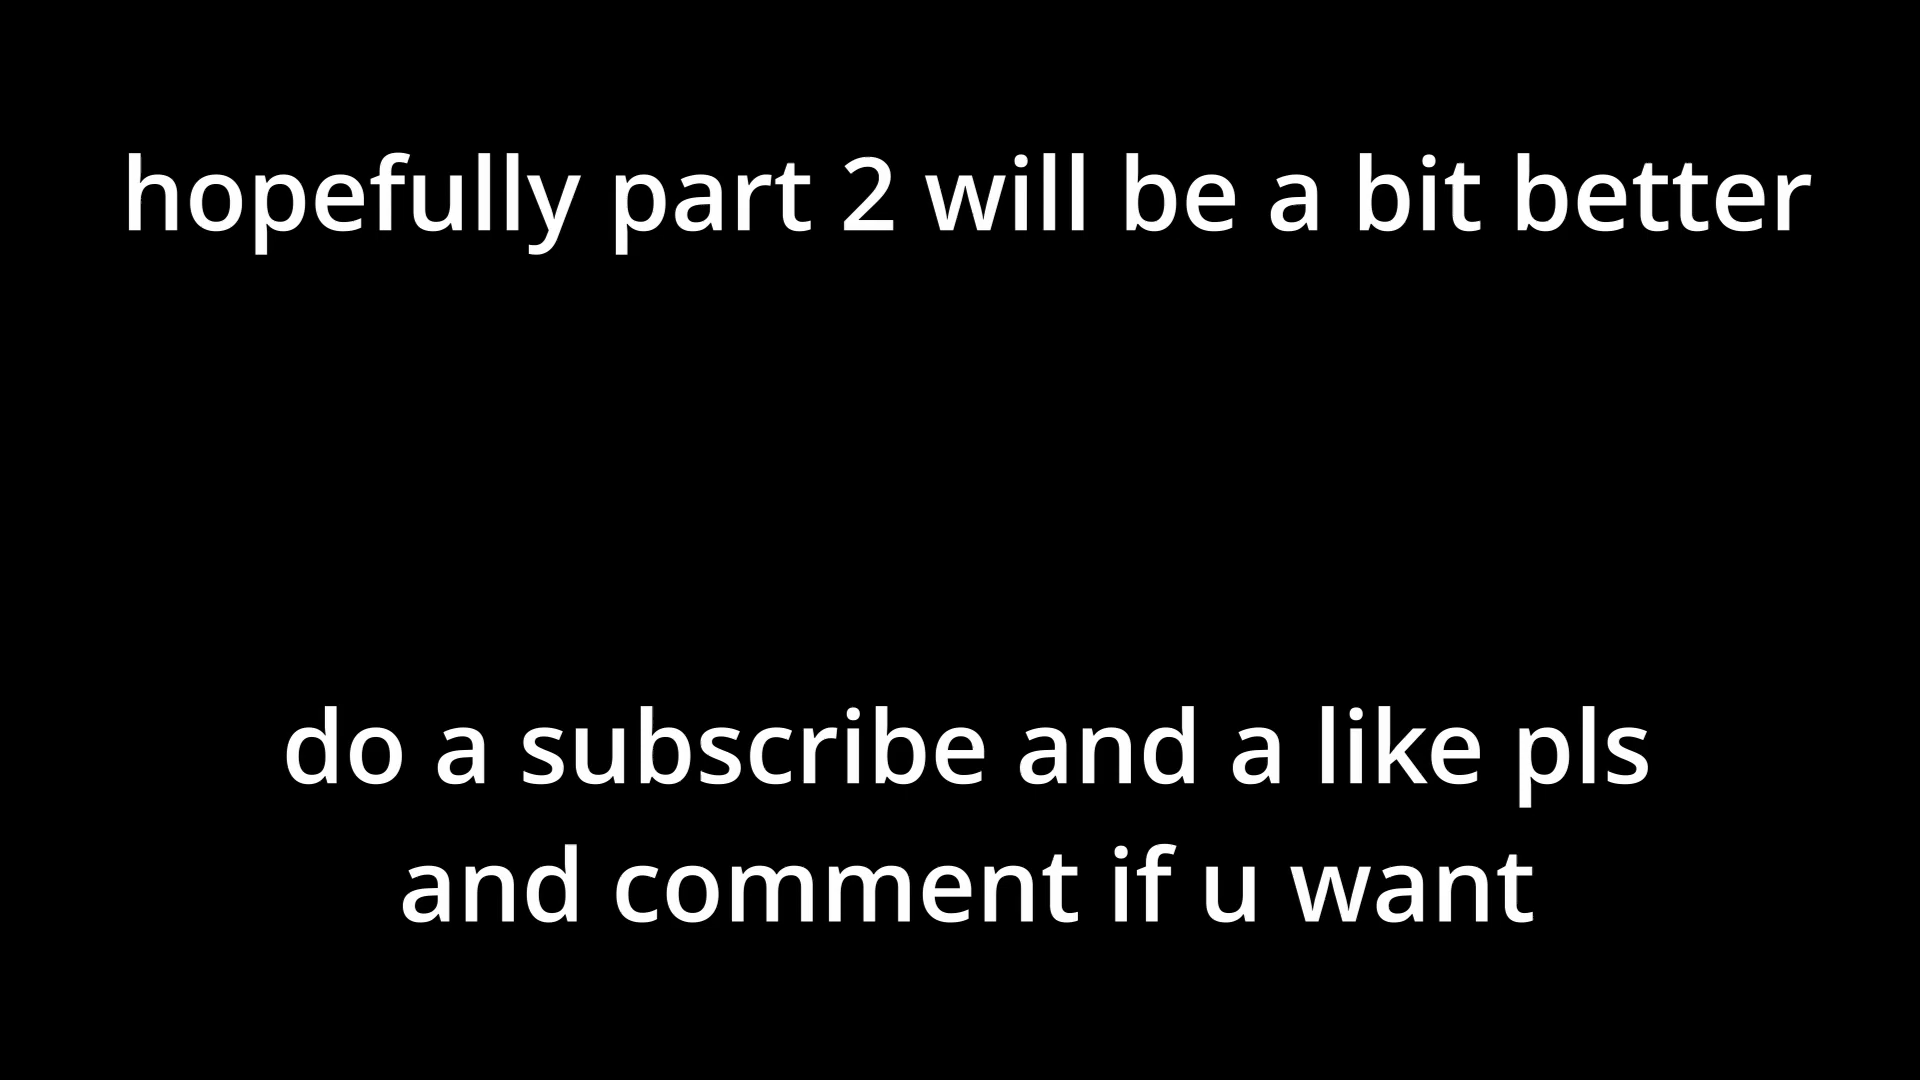 hopefully part 2 will be a bit better
do a subscribe and a like pls
and comment if u want